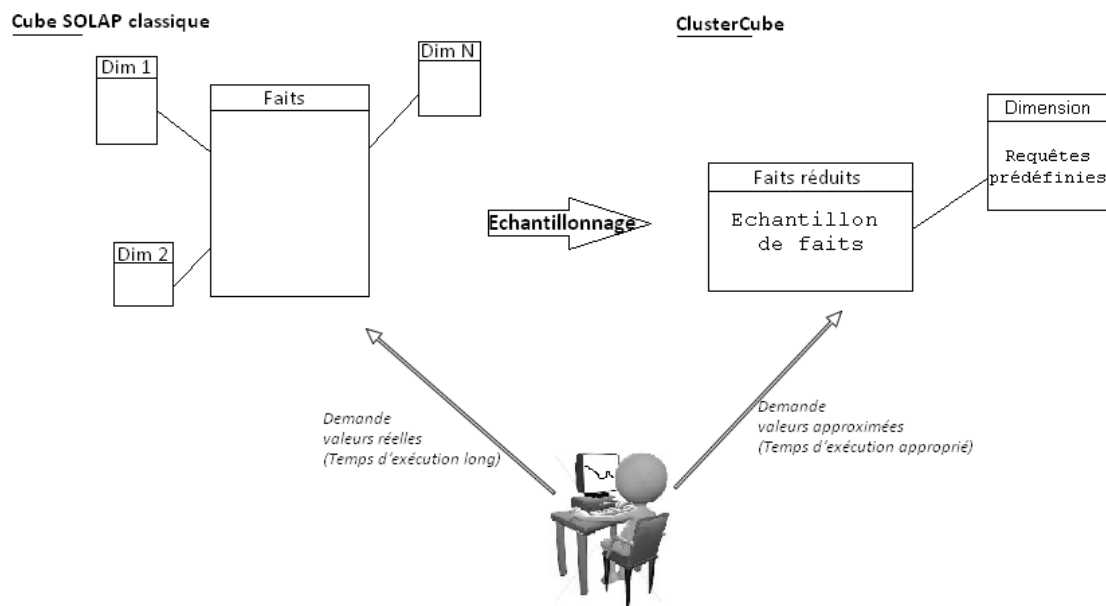 Cube SOLAP classique
ClusterCube
Dim 1
Dim N
Faits
Dimension
Requêtes
prédéfinies
Faits réduits
Echantillonnage
Echantillon
de faits
Dim 2
Demande
valeurs réelles
(Temps d'exécution long)
Demande
valeurs approximées
(Temps d'exécution approprié)